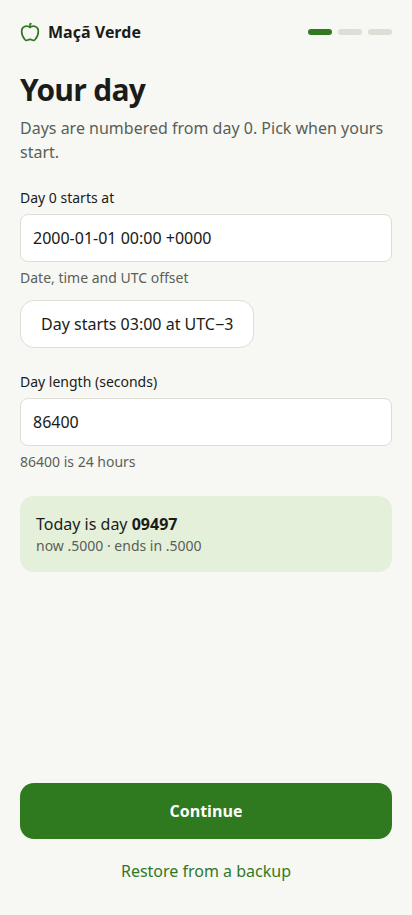 Maçã Verde
Your day
Days are numbered from day 0. Pick when yours
start.
Day 0 starts at
2000-01-01 00:00 +0000
Date, time and UTC offset
Day starts 03:00 at UTC−3
Day length (seconds)
86400
86400 is 24 hours
Today is day 09497
now .5000 · ends in .5000
Continue
Restore from a backup